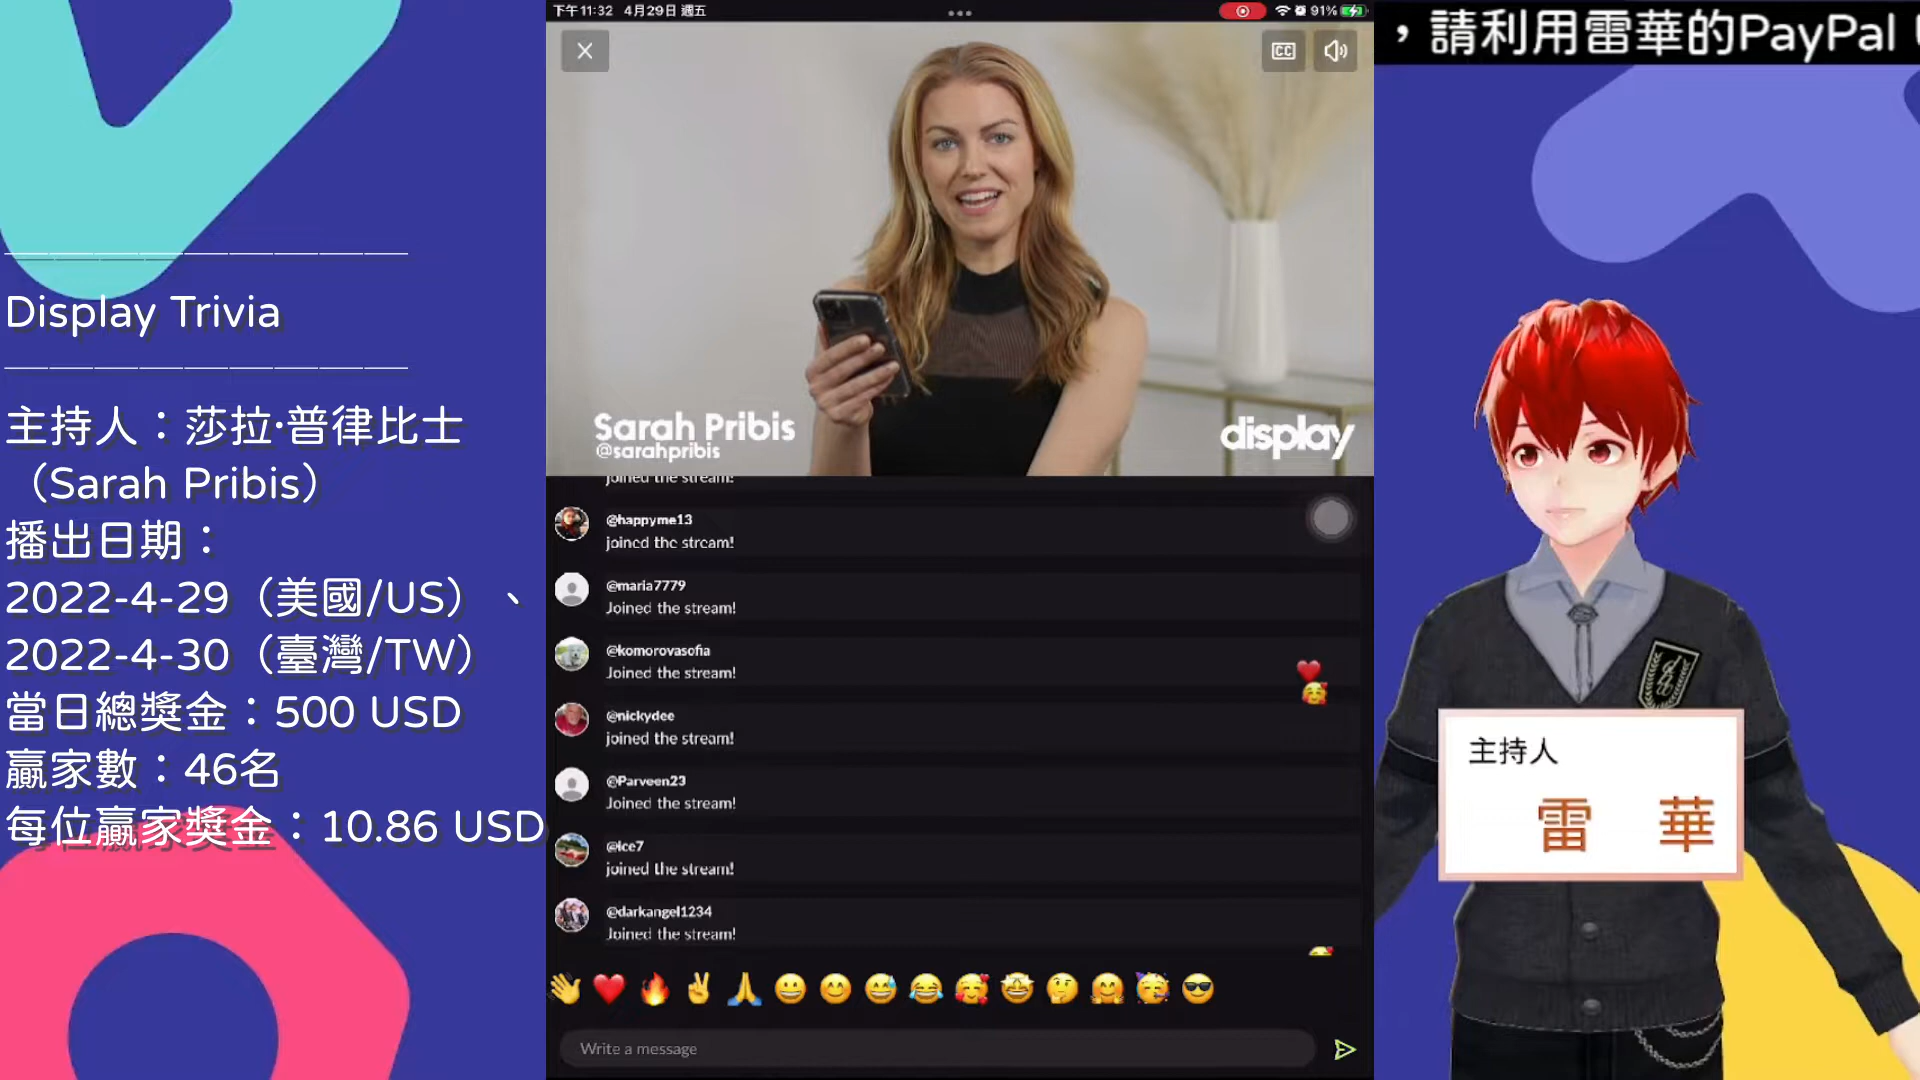 Display Trivia
主持人：莎拉·普律比士
（Sarah Pribis）
播出日期：
2022-4-29（美國/US）、
2022-4-30（臺灣/TW）
當日總獎金：500 USD
贏家數：46名
每位贏家獎金：10.86 USD
下午11:32 4月29日 週五
91%
CC
Sarah Pribis
@sarahpribis
display
joined the stream!
@happyme13
joined the stream!
@maria7779
Joined the stream!
@komorovasofia
Joined the stream!
@nickydee
joined the stream!
@Parveen23
Joined the stream!
@ice7
joined the stream!
@darkangel1234
Joined the stream!
Write a message
，請利用雷華的PayPal
主持人
雷 華